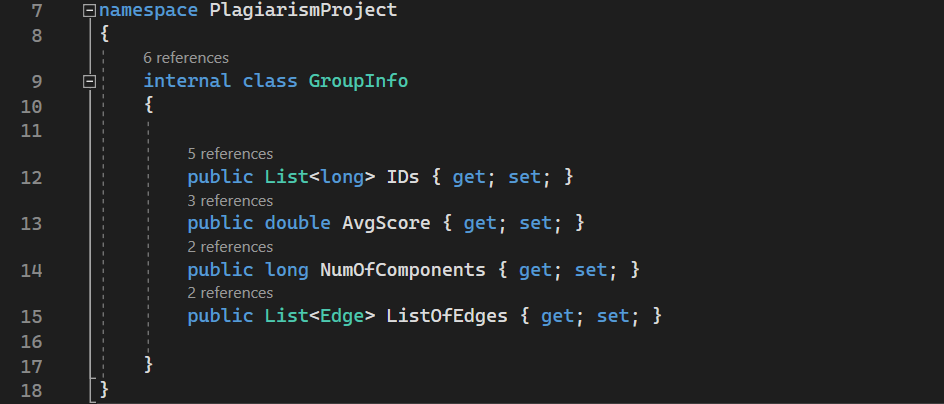 7 namespace PlagiarismProject
8 {
6 references
9 internal class GroupInfo
10 {
11
5 references
12 public List<long> IDs { get; set; }
3 references
13 public double AvgScore { get; set; }
2 references
14 public long NumOfComponents { get; set; }
2 references
15 public List<Edge> ListOfEdges { get; set; }
16
17 }
18 }